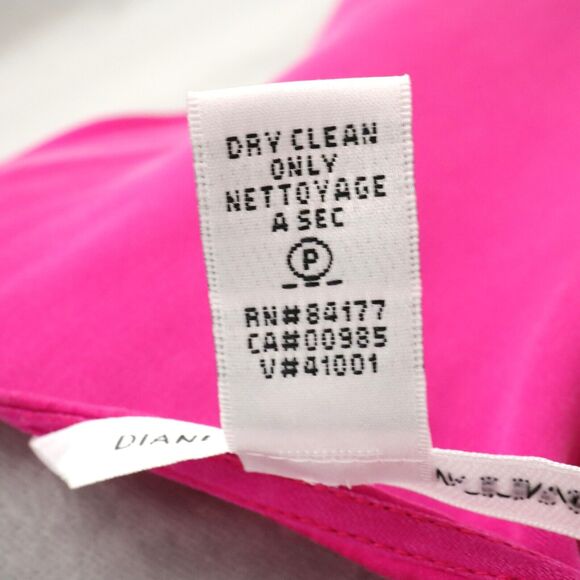 DRY CLEAN
ONLY
NETTOYAGE
A SEC
P
RN#84177
CA#00985
V#41001
DIAN